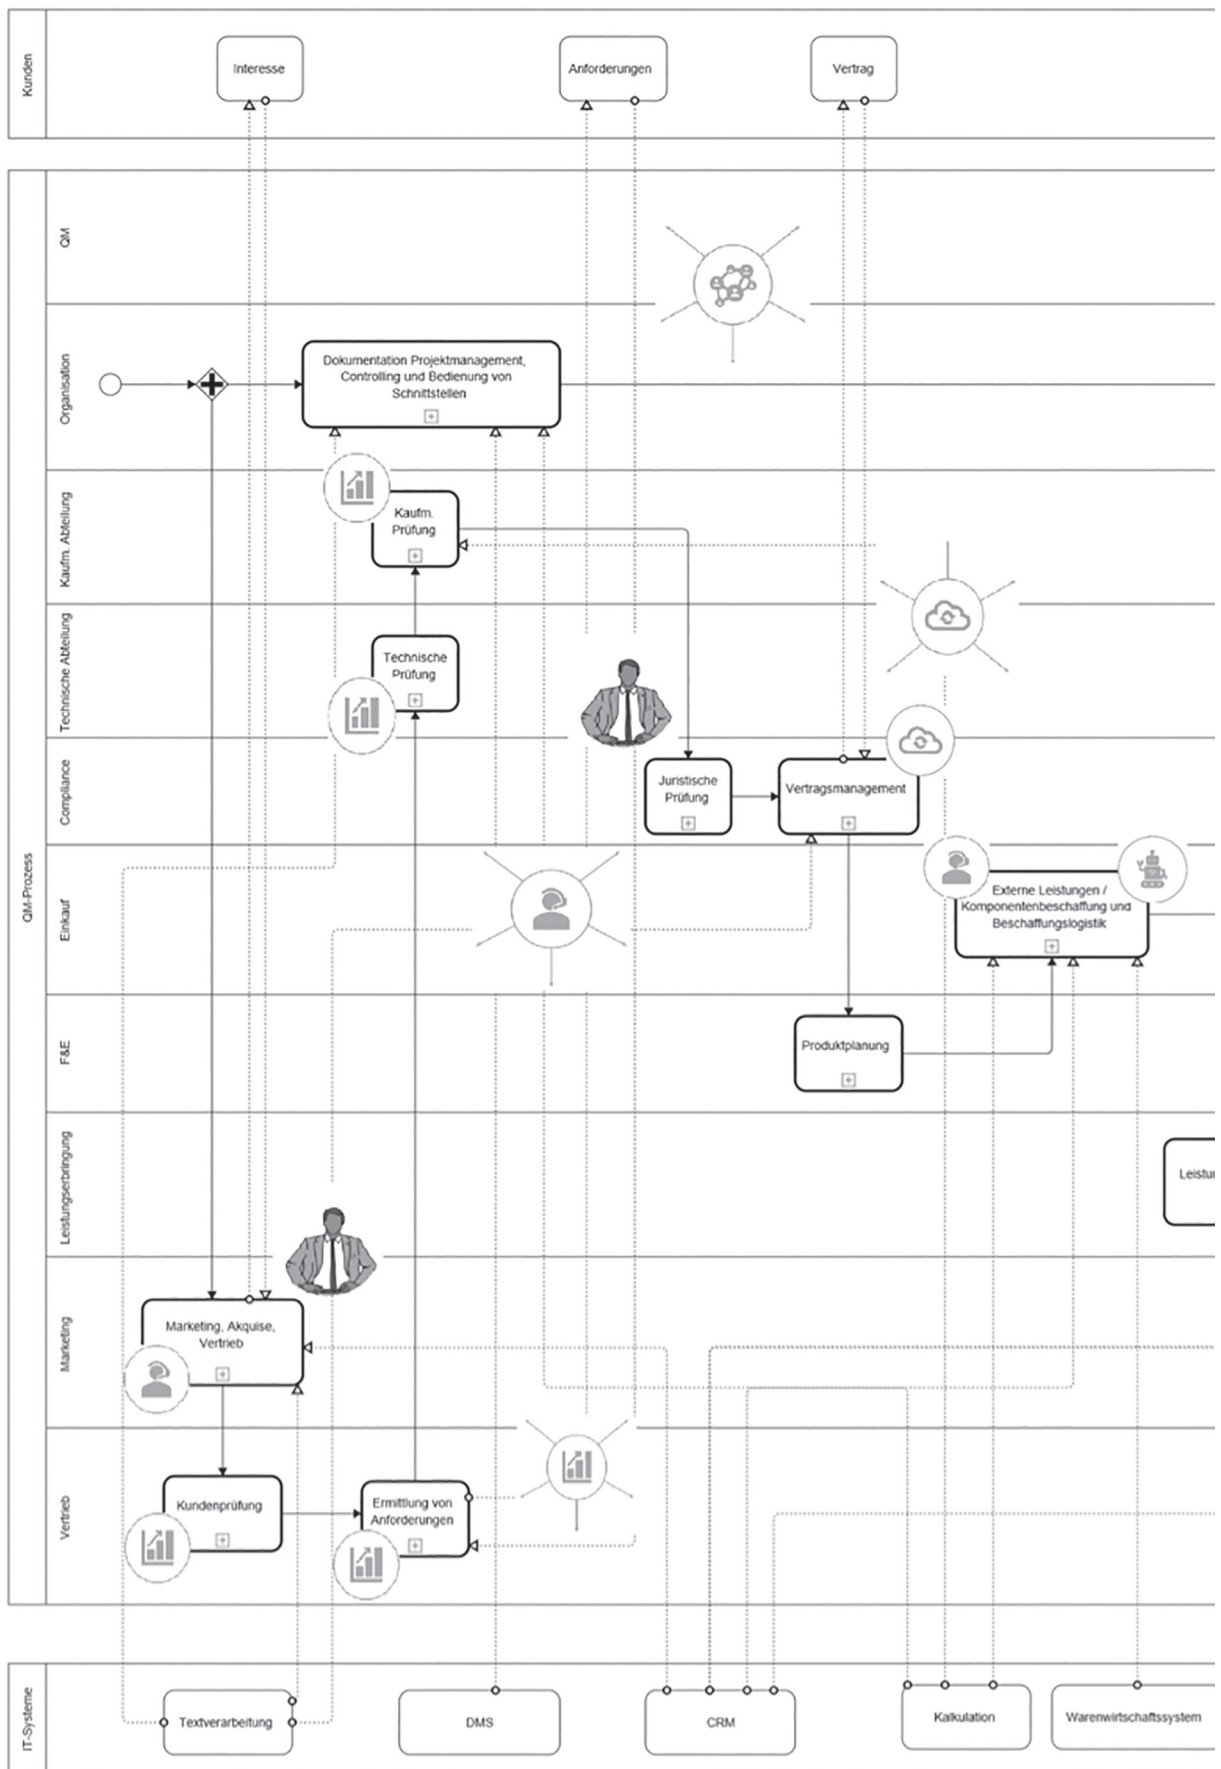 Kunden
Interesse
Anforderungen
Vertrag
QM-Prozess
QM
Organisation
Dokumentation Projektmanagement,
Controlling und Bedienung von
Schnittstellen
Kaufm. Abteilung
Kaufm.
Prüfung
Technische Abteilung
Technische
Prüfung
Compliance
Juristische
Prüfung
Vertragsmanagement
Einkauf
Externe Leistungen /
Komponentenbeschaffung und
Beschaffungslogistik
F&E
Produktplanung
Leistungserbringung
Leistur
Marketing
Marketing, Akquise,
Vertrieb
Vertrieb
Kundenprüfung
Ermittlung von
Anforderungen
IT-Systeme
Textverarbeitung
DMS
CRM
Kalkulation
Warenwirtschaftssystem